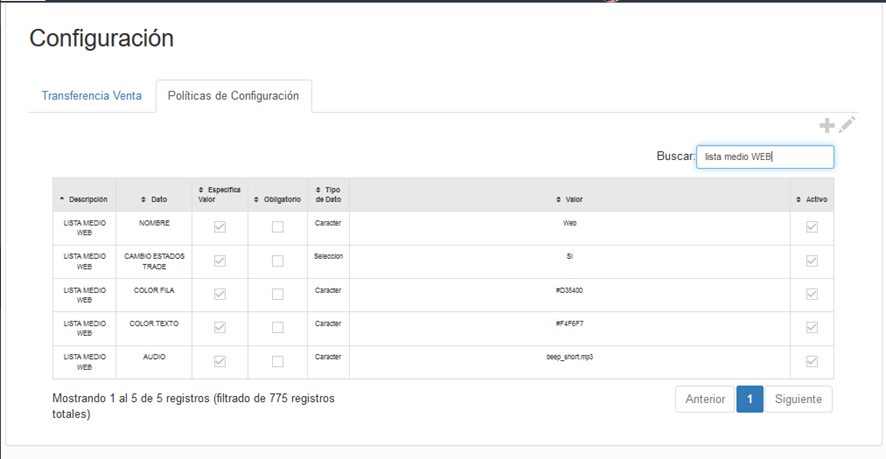 Configuración
Transferencia Venta Políticas de Configuración
Buscar: lista medio WEB
Descripción Dato Especifica Valor Obligatorio Tipo de Dato Valor Activo
LISTA MEDIO WEB NOMBRE Caracter Web
LISTA MEDIO WEB CAMBIO ESTADOS TRADE Seleccion SI
LISTA MEDIO WEB COLOR FILA Caracter #D35400
LISTA MEDIO WEB COLOR TEXTO Caracter #F4F6F7
LISTA MEDIO WEB AUDIO Caracter beep_short.mp3
Mostrando 1 al 5 de 5 registros (filtrado de 775 registros
totales)
Anterior 1 Siguiente